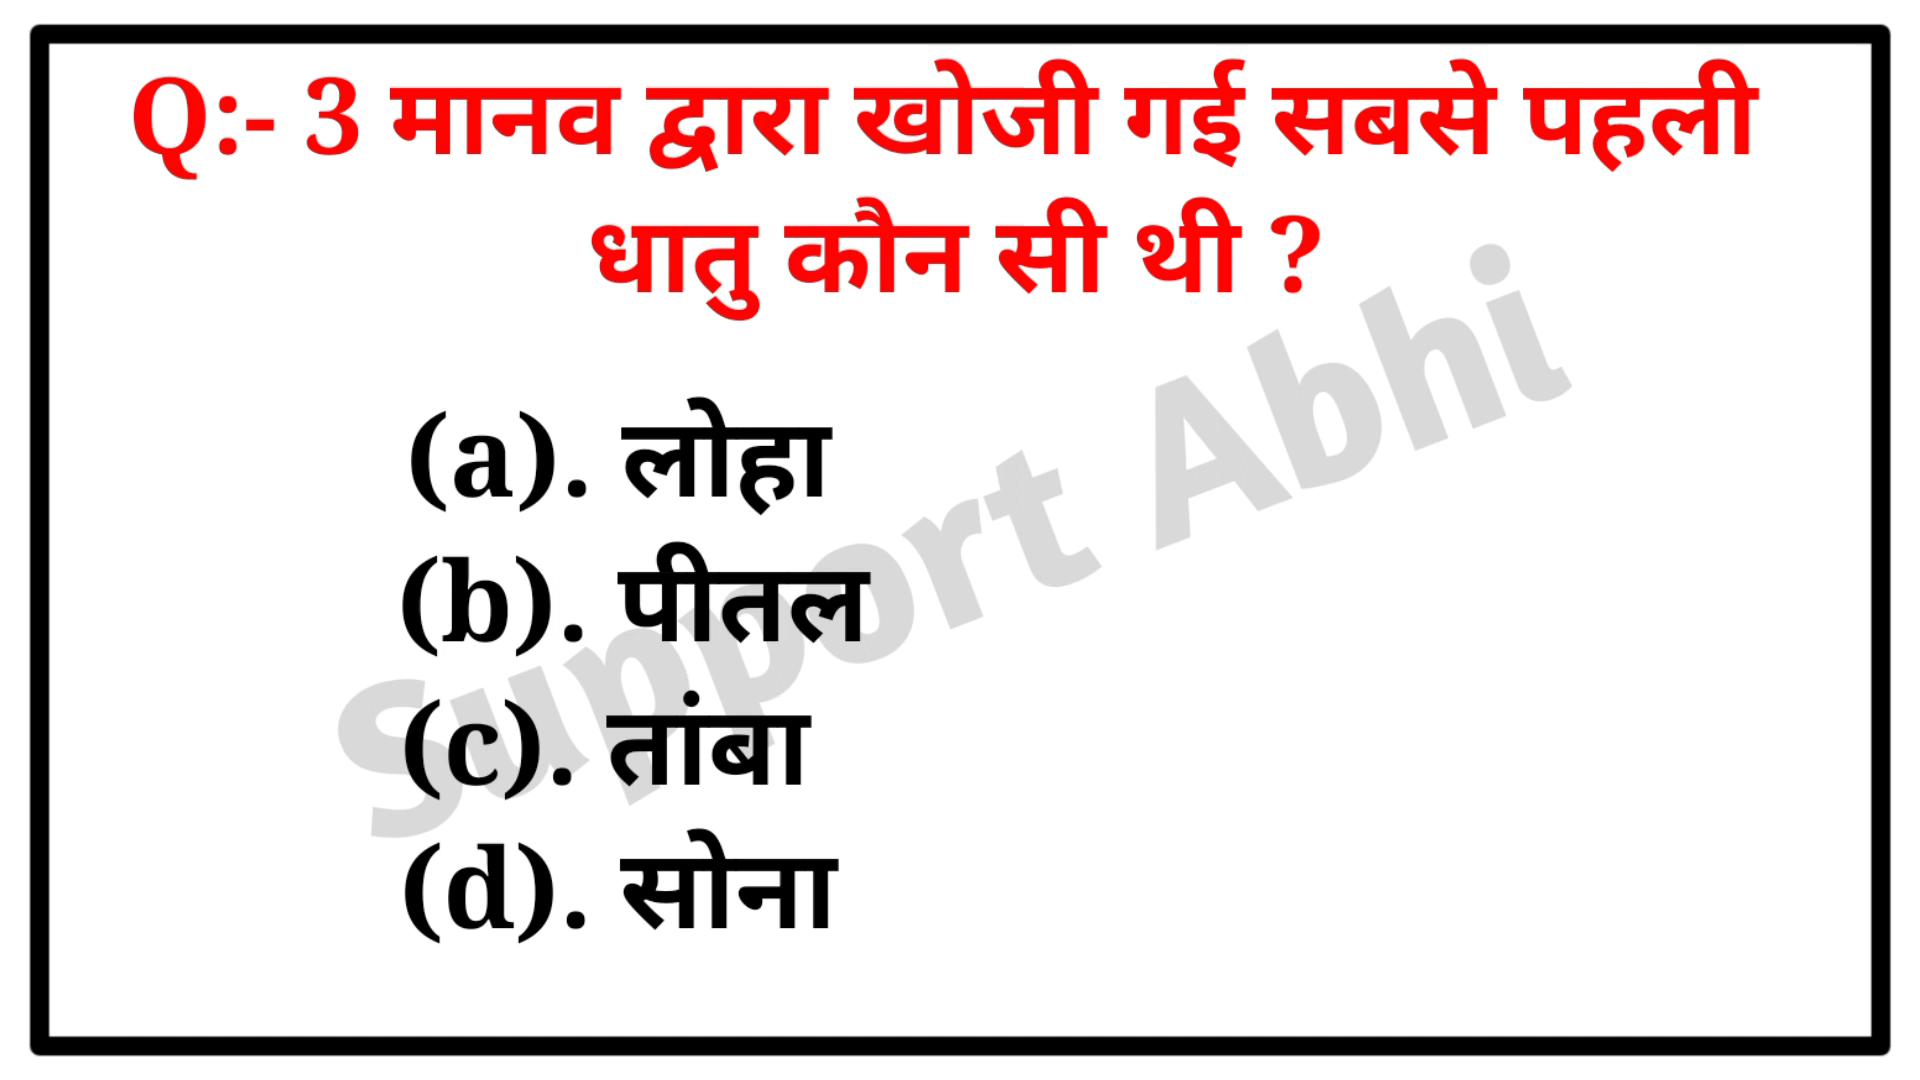 Q:- 3 मानव द्वारा खोजी गई सबसे पहली
धातु कौन सी थी ?
(a). लोहा
(b). पीतल
(c). तांबा
(d). सोना
Support Abhi